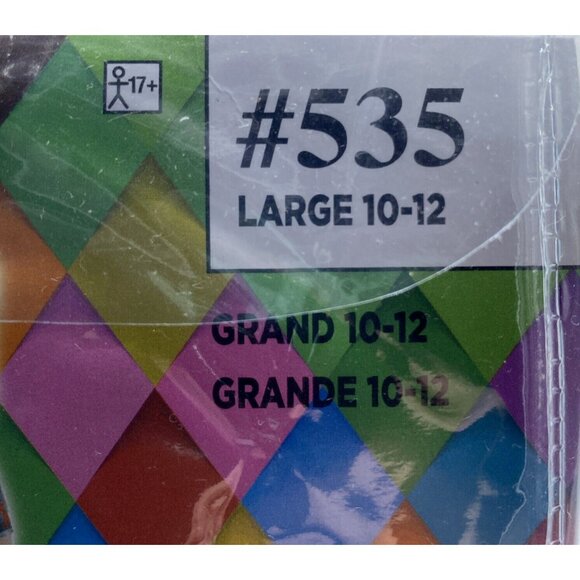 17+
#535
LARGE 10-12
GRAND 10-12
GRANDE 10-12